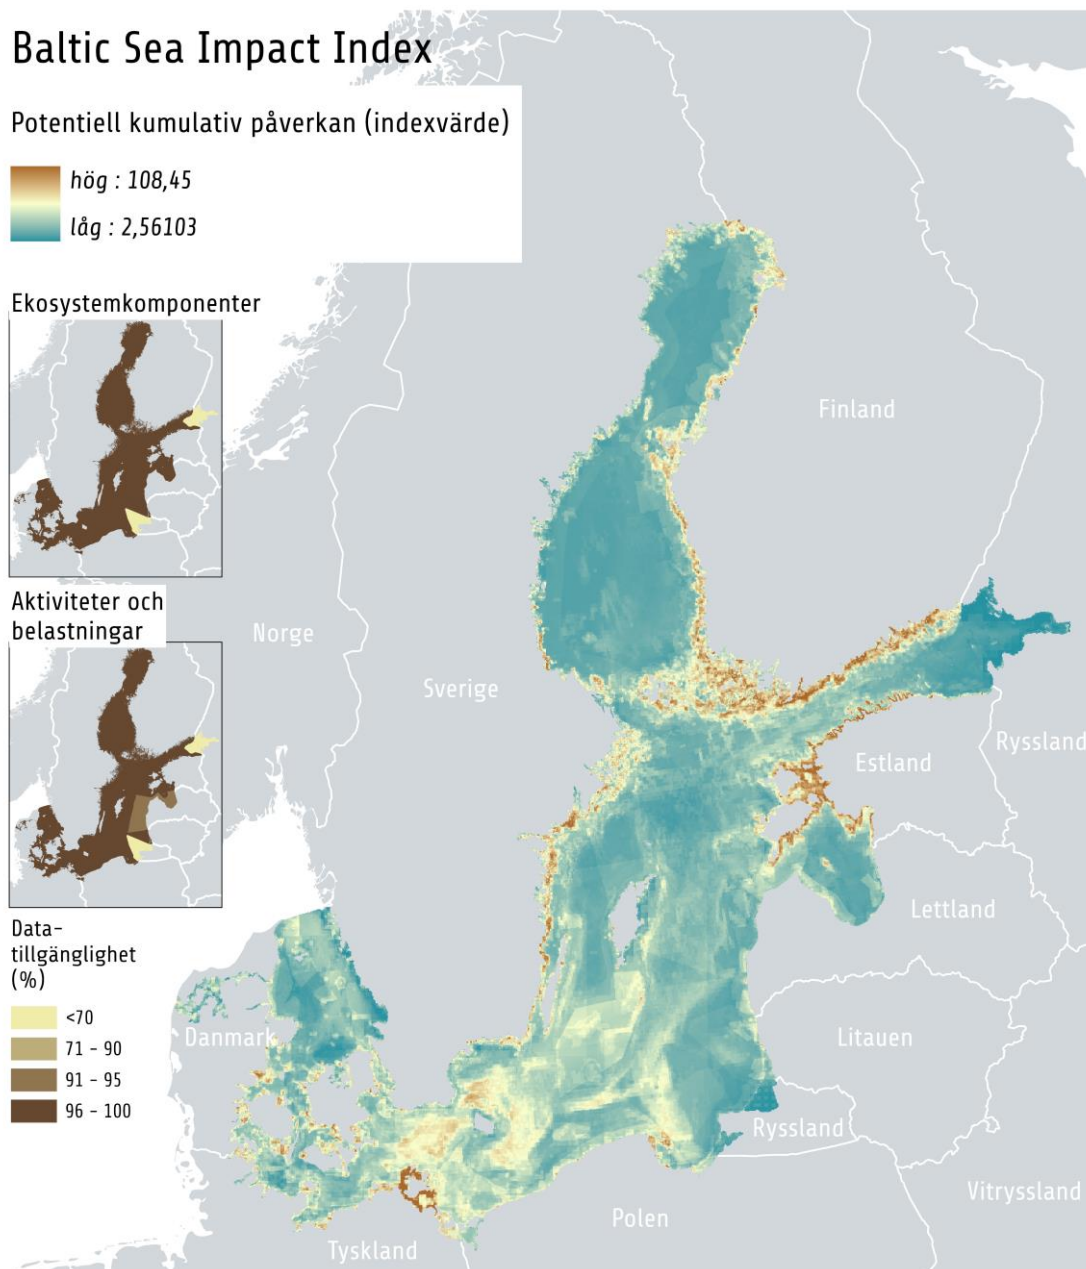 Baltic Sea Impact Index
Potentiell kumulativ påverkan (indexvärde)
hög : 108,45
låg : 2,56103
Ekosystemkomponenter
Aktiviteter och
belastningar
Data-
tillgänglighet
(%)
<70
71 - 90
91 - 95
96 - 100
Finland
Norge
Sverige
Estland
Ryssland
Lettland
Danmark
Litauen
Ryssland
Vitryssland
Polen
Tyskland